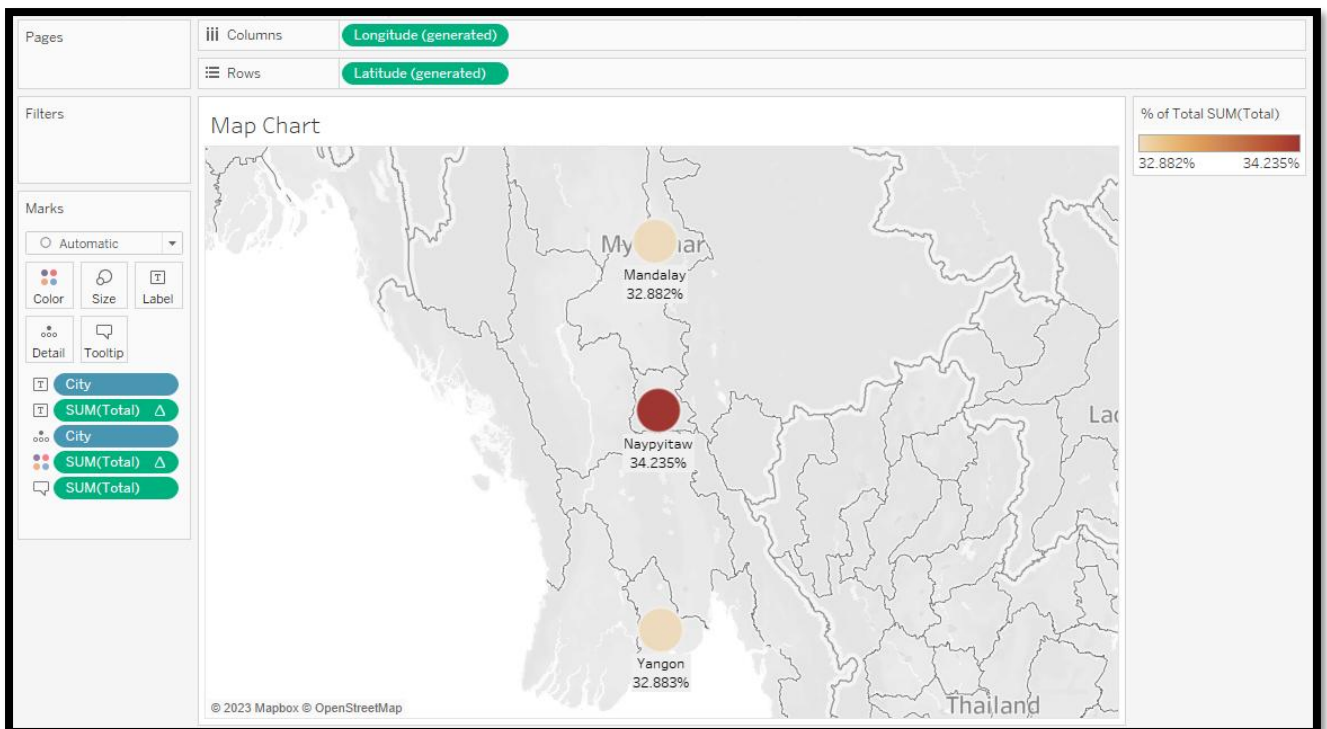 Pages
iii Columns
Longitude (generated)
Rows
Latitude (generated)
Filters
Marks
Automatic
Color
Size
Label
Detail
Tooltip
City
SUM(Total) Δ
City
SUM(Total) Δ
SUM(Total)
Map Chart
Mandalay
32.882%
Naypyitaw
34.235%
Yangon
32.883%
Thailand
© 2023 Mapbox © OpenStreetMap
% of Total SUM(Total)
32.882% 34.235%